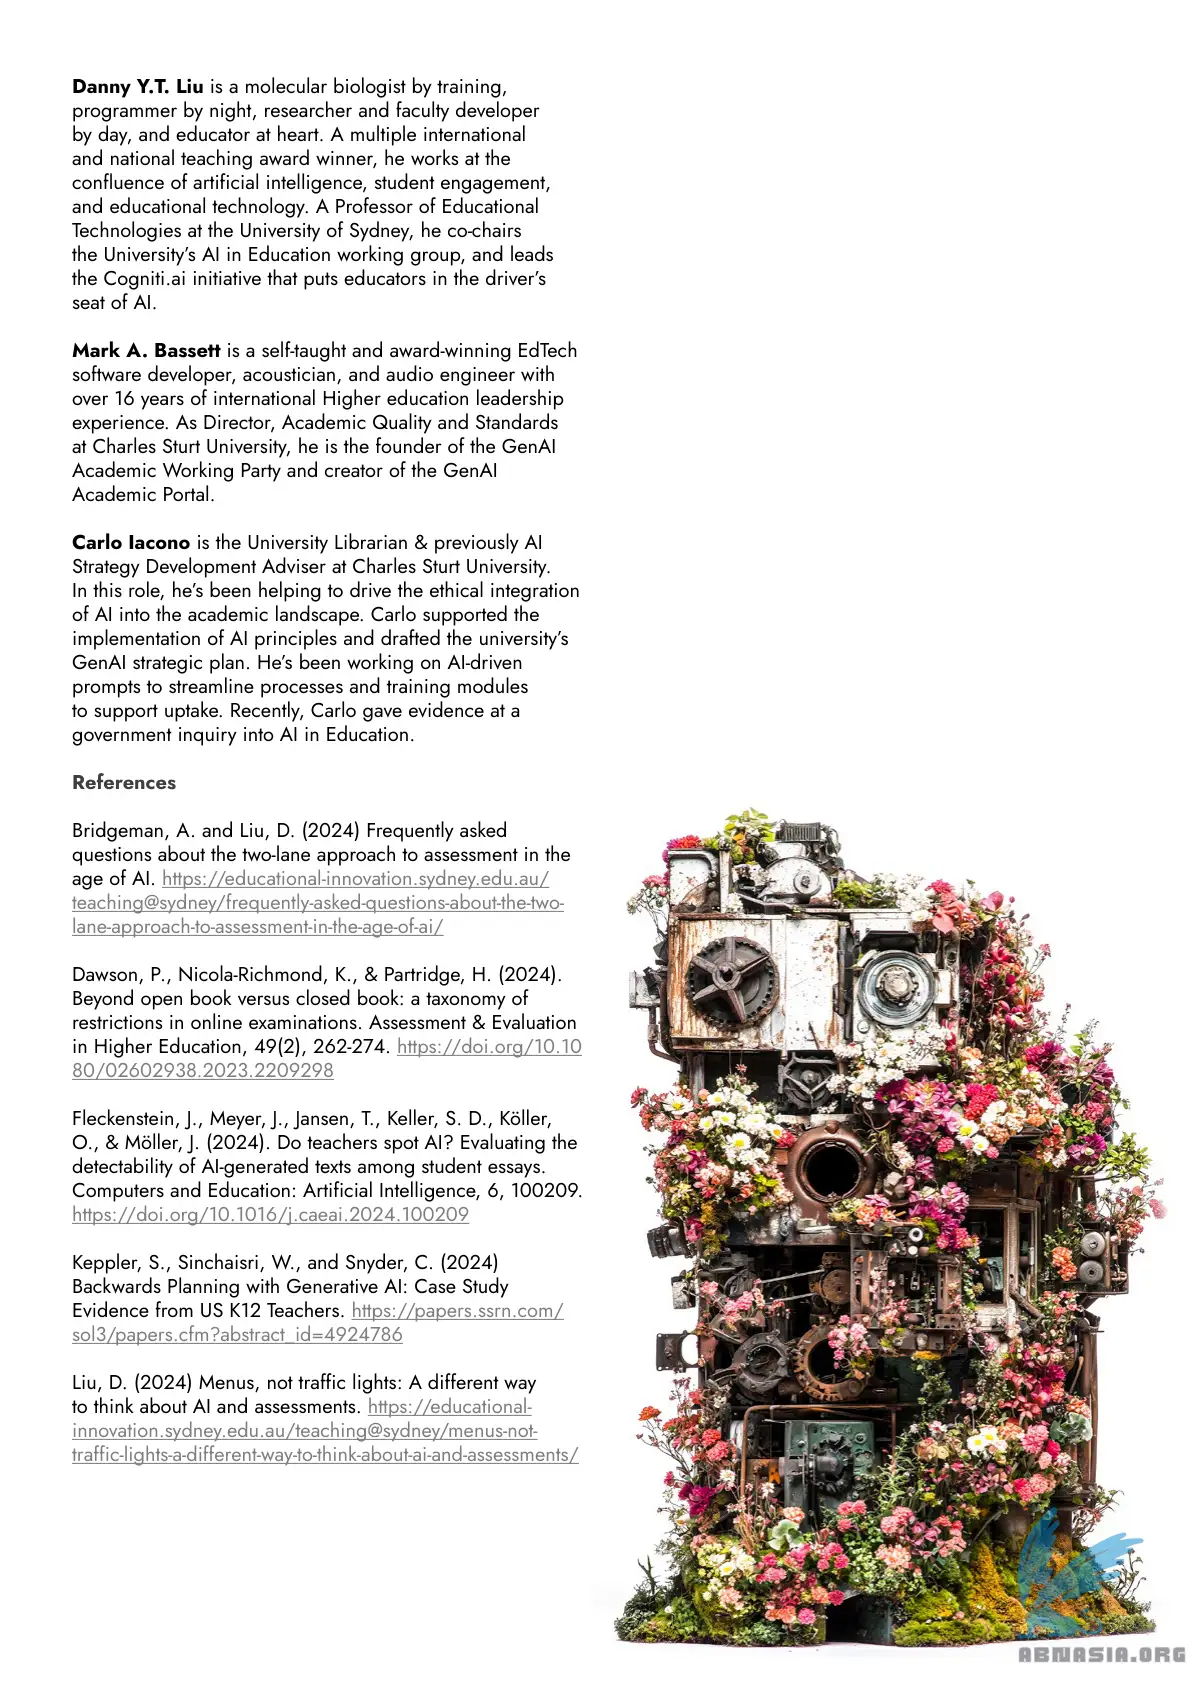 Danny Y.T. Liu is a molecular biologist by training,
programmer by night, researcher and faculty developer
by day, and educator at heart. A multiple international
and national teaching award winner, he works at the
confluence of artificial intelligence, student engagement,
and educational technology. A Professor of Educational
Technologies at the University of Sydney, he co-chairs
the University’s AI in Education working group, and leads
the Cogniti.ai initiative that puts educators in the driver’s
seat of AI.
Mark A. Bassett is a self-taught and award-winning EdTech
software developer, acoustician, and audio engineer with
over 16 years of international Higher education leadership
experience. As Director, Academic Quality and Standards
at Charles Sturt University, he is the founder of the GenAI
Academic Working Party and creator of the GenAI
Academic Portal.
Carlo Iacono is the University Librarian & previously AI
Strategy Development Adviser at Charles Sturt University.
In this role, he’s been helping to drive the ethical integration
of AI into the academic landscape. Carlo supported the
implementation of AI principles and drafted the university’s
GenAI strategic plan. He’s been working on AI-driven
prompts to streamline processes and training modules
to support uptake. Recently, Carlo gave evidence at a
government inquiry into AI in Education.
References
Bridgeman, A. and Liu, D. (2024) Frequently asked
questions about the two-lane approach to assessment in the
age of AI. https://educational-innovation.sydney.edu.au/
teaching@sydney/frequently-asked-questions-about-the-two-
lane-approach-to-assessment-in-the-age-of-ai/
Dawson, P., Nicola-Richmond, K., & Partridge, H. (2024).
Beyond open book versus closed book: a taxonomy of
restrictions in online examinations. Assessment & Evaluation
in Higher Education, 49(2), 262-274. https://doi.org/10.10
80/02602938.2023.2209298
Fleckenstein, J., Meyer, J., Jansen, T., Keller, S. D., Köller,
O., & Möller, J. (2024). Do teachers spot AI? Evaluating the
detectability of AI-generated texts among student essays.
Computers and Education: Artificial Intelligence, 6, 100209.
https://doi.org/10.1016/j.caeai.2024.100209
Keppler, S., Sinchaisri, W., and Snyder, C. (2024)
Backwards Planning with Generative AI: Case Study
Evidence from US K12 Teachers. https://papers.ssrn.com/
sol3/papers.cfm?abstract_id=4924786
Liu, D. (2024) Menus, not traffic lights: A different way
to think about AI and assessments. https://educational-
innovation.sydney.edu.au/teaching@sydney/menus-not-
traffic-lights-a-different-way-to-think-about-ai-and-assessments/
ABNASIA.ORG